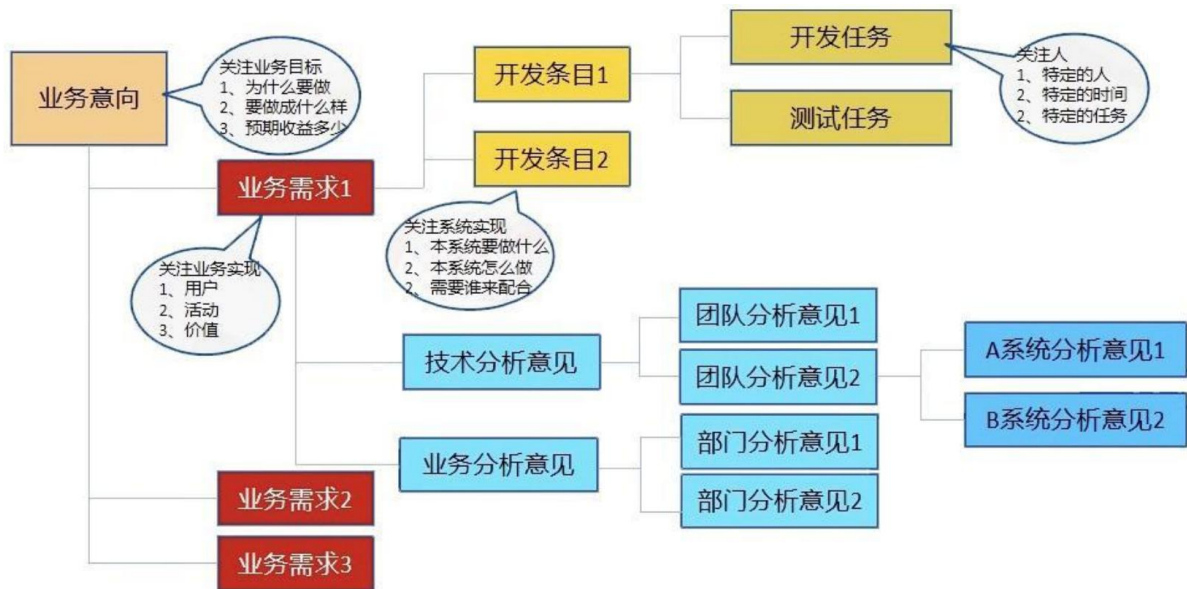 业务意向
关注业务目标
1、为什么要做
2、要做成什么样
3、预期收益多少
开发条目1
开发任务
关注人
1、特定的人
2、特定的时间
2、特定的任务
测试任务
开发条目2
业务需求1
关注系统实现
1、本系统要做什么
2、本系统怎么做
2、需要谁来配合
关注业务实现
1、用户
2、活动
3、价值
技术分析意见
团队分析意见1
团队分析意见2
A系统分析意见1
B系统分析意见2
业务分析意见
部门分析意见1
部门分析意见2
业务需求2
业务需求3